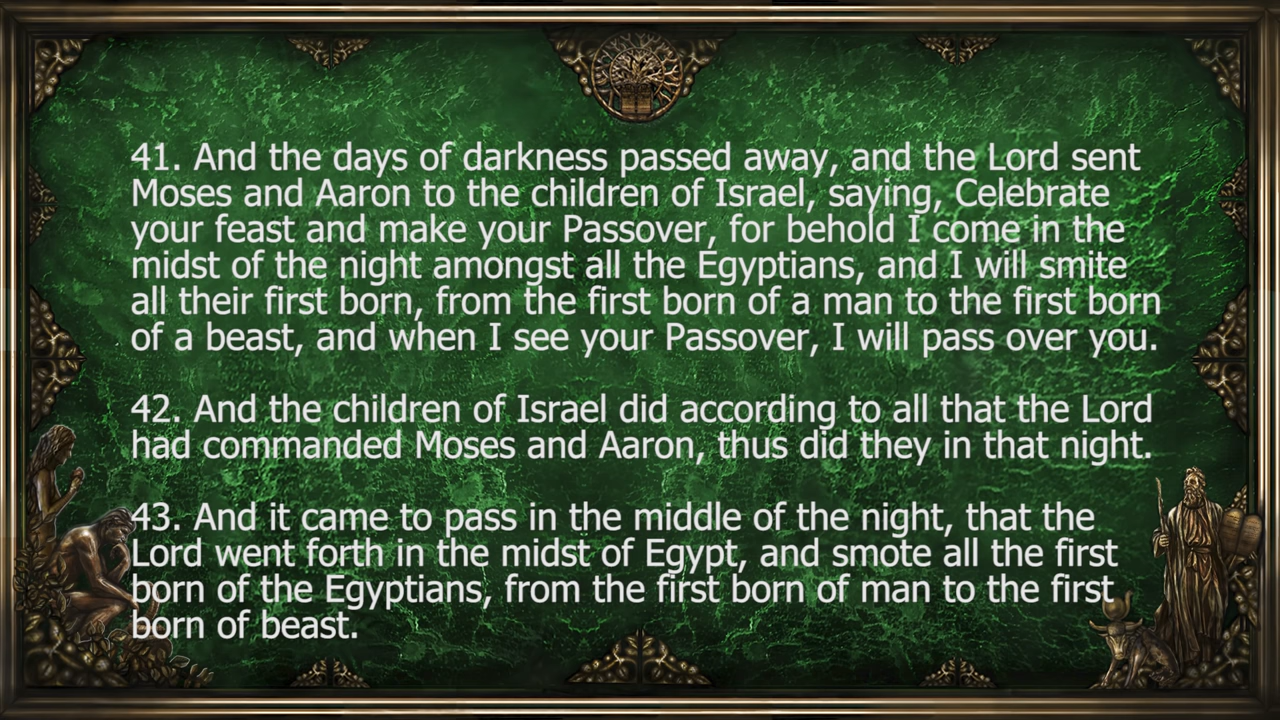 41. And the days of darkness passed away, and the Lord sent
Moses and Aaron to the children of Israel, saying, Celebrate
your feast and make your Passover, for behold I come in the
midst of the night amongst all the Egyptians, and I will smite
all their first born, from the first born of a man to the first born
of a beast, and when I see your Passover, I will pass over you.
42. And the children of Israel did according to all that the Lord
had commanded Moses and Aaron, thus did they in that night.
43. And it came to pass in the middle of the night, that the
Lord went forth in the midst of Egypt, and smote all the first
born of the Egyptians, from the first born of man to the first
born of beast.